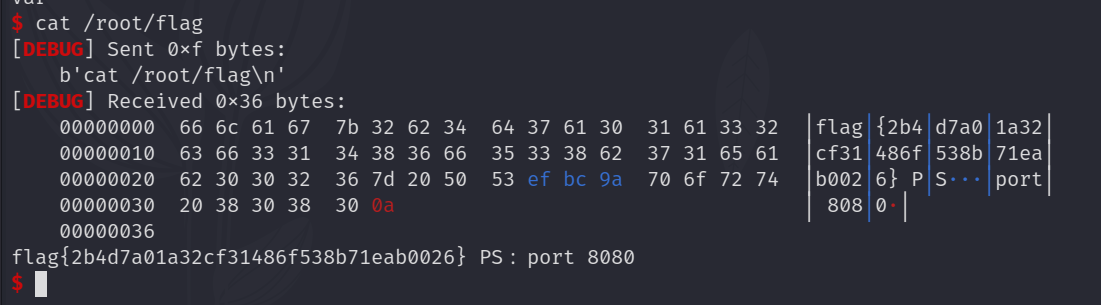 var
$ cat /root/flag
[DEBUG] Sent 0×f bytes:
    b'cat /root/flag\n'
[DEBUG] Received 0×36 bytes:
    00000000  66 6c 61 67  7b 32 62 34  64 37 61 30  31 61 33 32  │flag│{2b4│d7a0│1a32│
    00000010  63 66 33 31  34 38 36 66  35 33 38 62  37 31 65 61  │cf31│486f│538b│71ea│
    00000020  62 30 30 32  36 7d 20 50  53 ef bc 9a  70 6f 72 74  │b002│6} P│S···│port│
    00000030  20 38 30 38  30 0a                                  │ 808│0·│
    00000036
flag{2b4d7a01a32cf31486f538b71eab0026} PS：port 8080
$